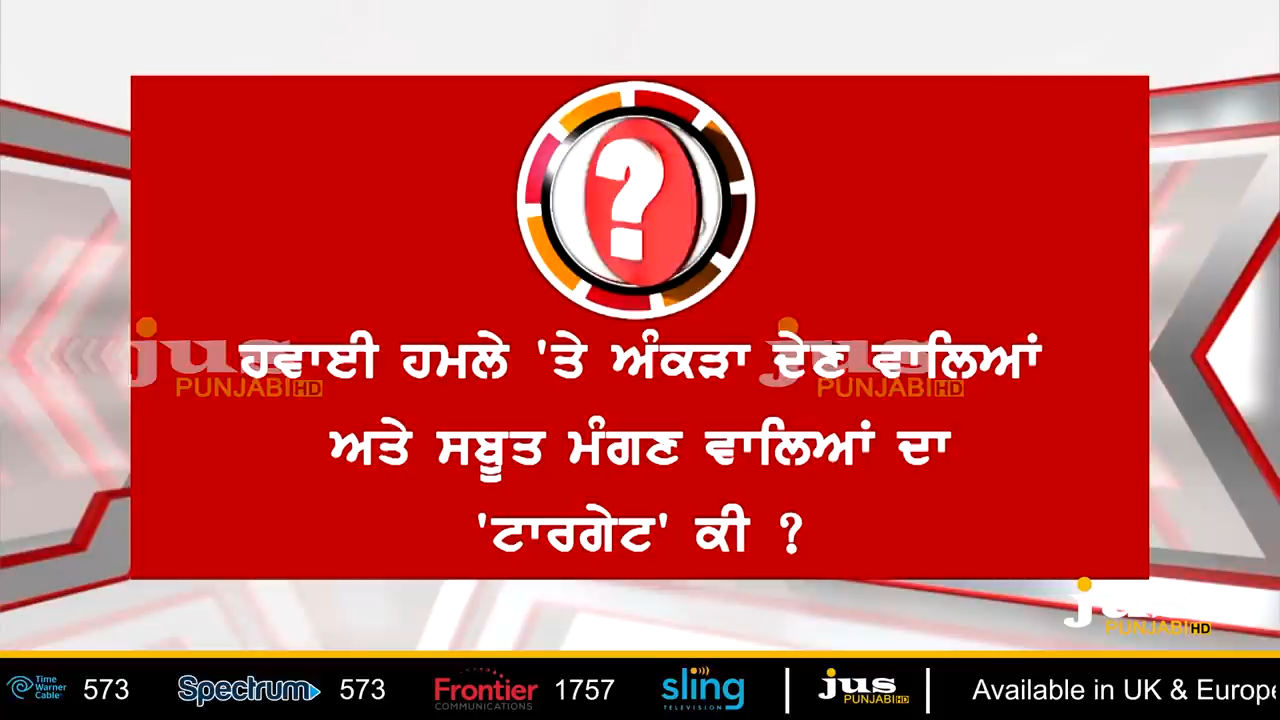 ?
ਹਵਾਈ ਹਮਲੇ 'ਤੇ ਅੰਕੜਾ ਦੇਣ ਵਾਲਿਆਂ
jus PUNJABI HD
jus PUNJABI HD
ਅਤੇ ਸਬੂਤ ਮੰਗਣ ਵਾਲਿਆਂ ਦਾ
'ਟਾਰਗੇਟ' ਕੀ ?
jus PUNJABI HD
Time Warner Cable 573 Spectrum 573 Frontier COMMUNICATIONS 1757 sling TELEVISION jus PUNJABI HD Available in UK & Europe